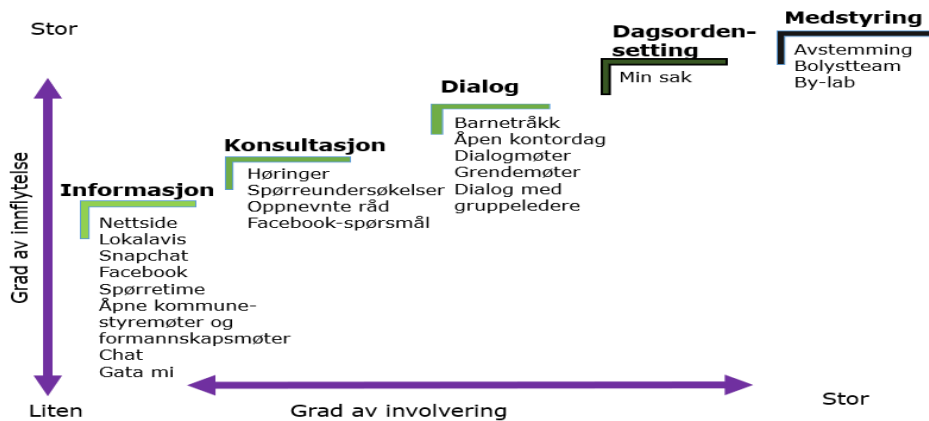 Stor
Grad av innflytelse
Liten
Informasjon
Nettside
Lokalavis
Snapchat
Facebook
Spørretime
Åpne kommune-
styremøter og
formannskapsmøter
Chat
Gata mi
Konsultasjon
Høringer
Spørreundersøkelser
Oppnevnte råd
Facebook-spørsmål
Dialog
Barnetråkk
Åpen kontordag
Dialogmøter
Grendemøter
Dialog med
gruppeledere
Dagsorden-
setting
Min sak
Medstyring
Avstemming
Bolystteam
By-lab
Grad av involvering
Stor